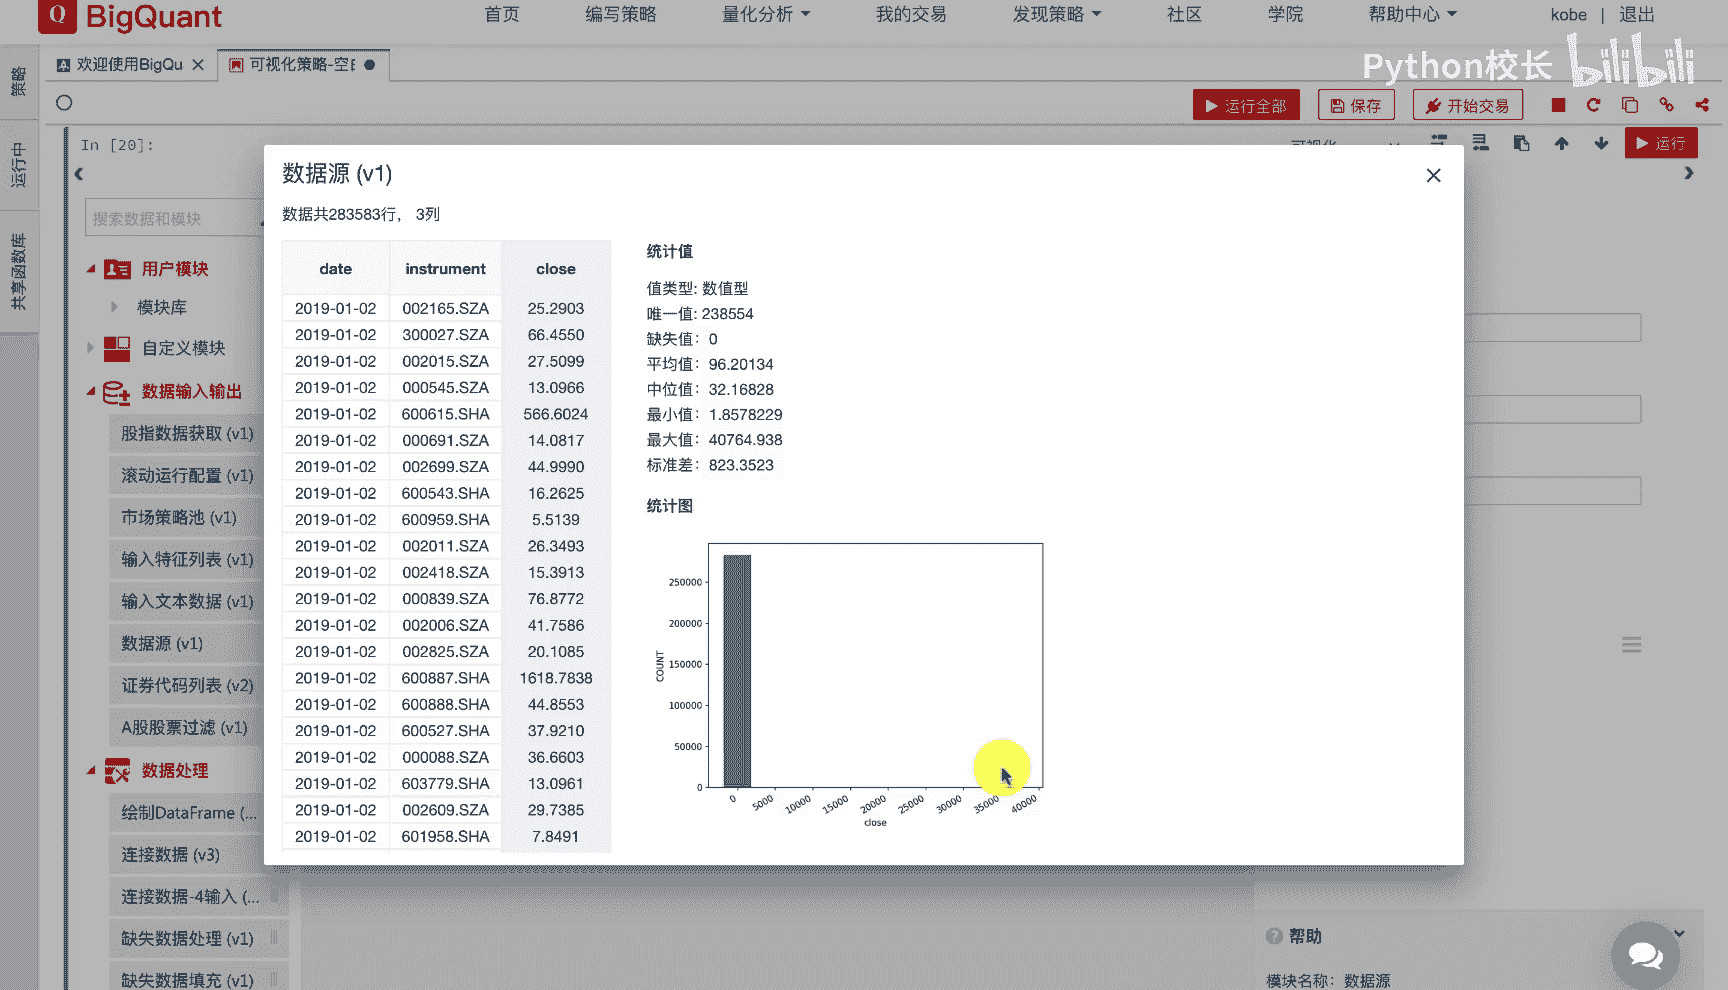 Q BigQuant
首页 编写策略 量化分析 我的交易 发现策略 社区 学院 帮助中心 kobe | 退出
Python校长 bilibili
欢迎使用BigQu 可视化策略-空白
策略
运行中
共享函数库
运行全部 保存 开始交易
In [20]:
运行
搜索数据和模块
用户模块
模块库
自定义模块
数据输入输出
股指数据获取 (v1)
滚动运行配置 (v1)
市场策略池 (v1)
输入特征列表 (v1)
输入文本数据 (v1)
数据源 (v1)
证券代码列表 (v2)
A股股票过滤 (v1)
数据处理
绘制DataFrame (...
连接数据 (v3)
连接数据-4输入 (...
缺失数据处理 (v1)
缺失数据填充 (v1)
数据源 (v1)
数据共283583行， 3列
date instrument close
2019-01-02 002165.SZA 25.2903
2019-01-02 300027.SZA 66.4550
2019-01-02 002015.SZA 27.5099
2019-01-02 000545.SZA 13.0966
2019-01-02 600615.SHA 566.6024
2019-01-02 000691.SZA 14.0817
2019-01-02 002699.SZA 44.9990
2019-01-02 600543.SHA 16.2625
2019-01-02 600959.SHA 5.5139
2019-01-02 002011.SZA 26.3493
2019-01-02 002418.SZA 15.3913
2019-01-02 000839.SZA 76.8772
2019-01-02 002006.SZA 41.7586
2019-01-02 002825.SZA 20.1085
2019-01-02 600887.SHA 1618.7838
2019-01-02 600888.SHA 44.8553
2019-01-02 600527.SHA 37.9210
2019-01-02 000088.SZA 36.6603
2019-01-02 603779.SHA 13.0961
2019-01-02 002609.SZA 29.7385
2019-01-02 601958.SHA 7.8491
统计值
值类型: 数值型
唯一值: 238554
缺失值: 0
平均值: 96.20134
中位值: 32.16828
最小值: 1.8578229
最大值: 40764.938
标准差: 823.3523
统计图
250000
200000
150000
100000
50000
0
COUNT
0 5000 10000 15000 20000 25000 30000 35000 40000
close
帮助
模块名称: 数据源